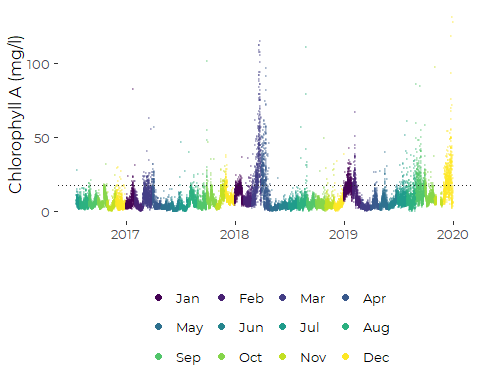 Chlorophyll A (mg/l)
100
50
0
2017 2018 2019 2020
Jan Feb Mar Apr
May Jun Jul Aug
Sep Oct Nov Dec